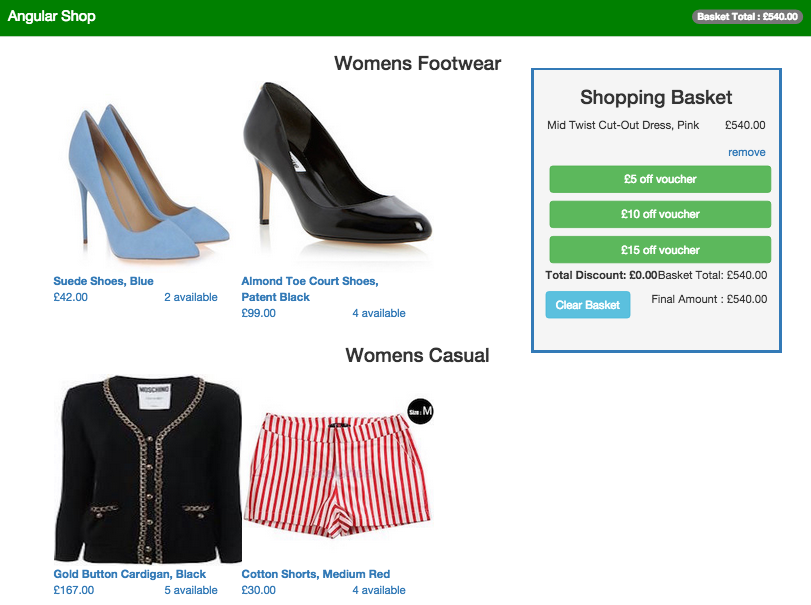 Angular Shop
Basket Total : £540.00
Womens Footwear
Suede Shoes, Blue
£42.00
2 available
Almond Toe Court Shoes,
Patent Black
£99.00
4 available
Womens Casual
MOSCHINO
Size : M
Gold Button Cardigan, Black
£167.00
5 available
Cotton Shorts, Medium Red
£30.00
4 available
Shopping Basket
Mid Twist Cut-Out Dress, Pink
£540.00
remove
£5 off voucher
£10 off voucher
£15 off voucher
Total Discount: £0.00
Basket Total: £540.00
Clear Basket
Final Amount : £540.00